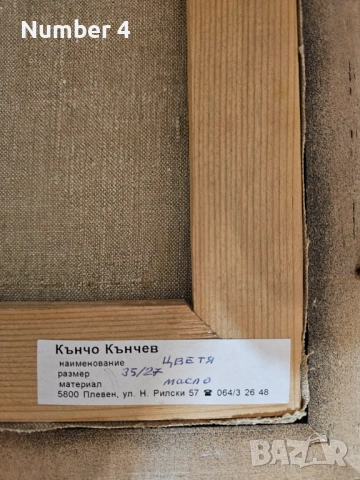 Number 4
Кънчо Кънчев
наименование ЦВЕТЯ
размер 35/27
материал масло
5800 Плевен, ул. Н. Рилски 57 ☎ 064/3 26 48
BAZAR